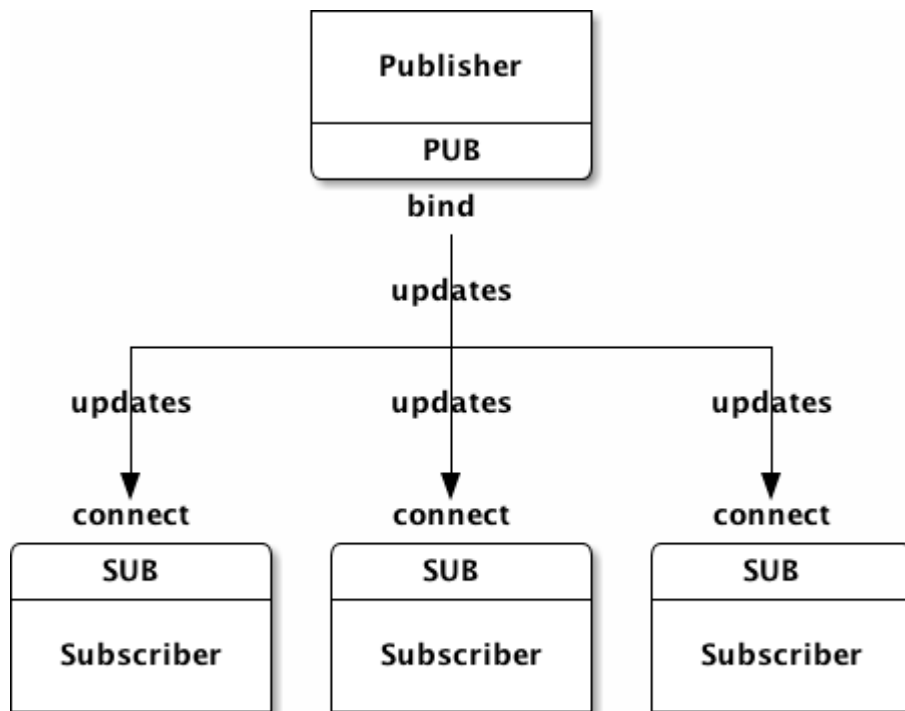 Publisher
PUB
bind
updates
updates updates updates
connect connect connect
SUB SUB SUB
Subscriber Subscriber Subscriber